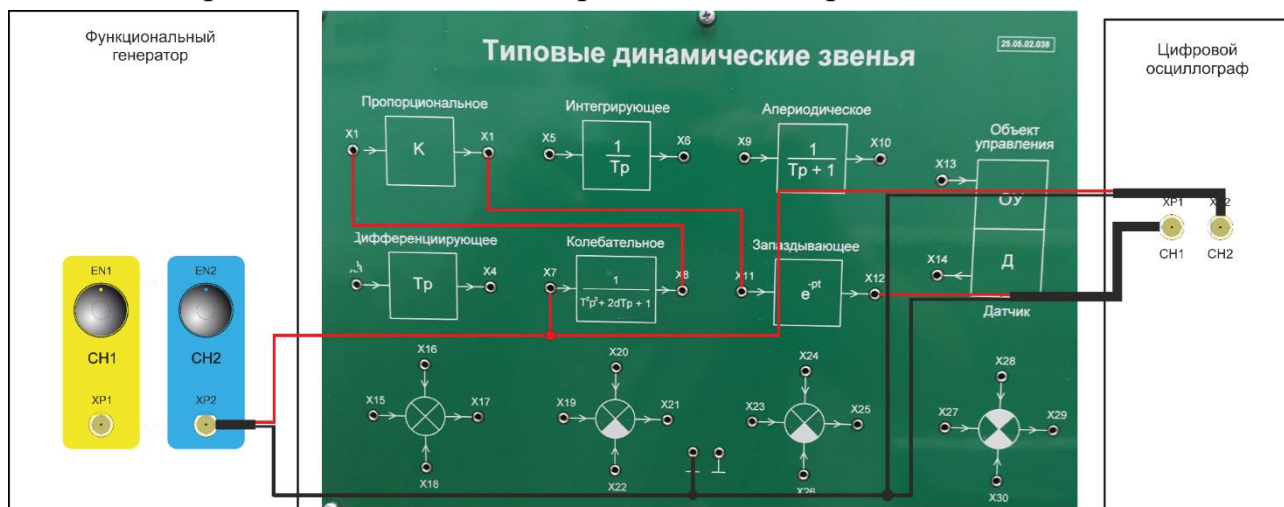 Функциональный
генератор
EN1
CH1
XP1
EN2
CH2
XP2
Типовые динамические звенья
25.05.02.036
Пропорциональное
X1
K
X1
Интегрирующее
X5
1
Tp
X6
Апериодическое
X9
1
Tp + 1
X10
Объект
управления
X13
ОУ
X14
Д
Датчик
Дифференциирующее
Tp
X4
Колебательное
X7
1
T²p²+ 2dTp + 1
X8
Запаздывающее
X11
e^-pt
X12
X16
X15
X17
X18
X20
X19
X21
X22
X24
X23
X25
X26
X28
X27
X29
X30
Цифровой
осциллограф
XP1
CH1
CH2